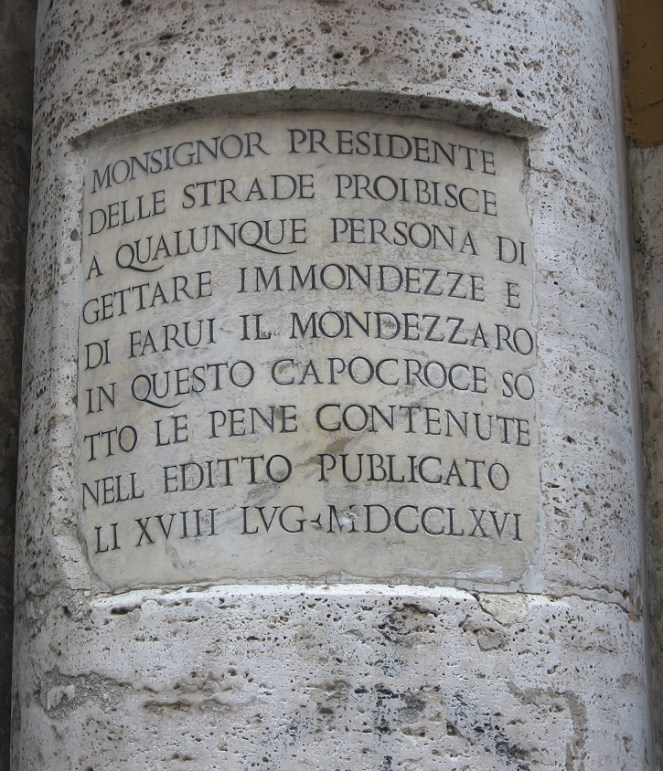 MONSIGNOR PRESIDENTE
DELLE STRADE PROIBISCE
A QUALUNQUE PERSONA DI
GETTARE IMMONDEZZE E
DI FARUI IL MONDEZZARO
IN QUESTO CAPOCROCE SO
TTO LE PENE CONTENUTE
NELL EDITTO PUBLICATO
LI XVIII LVG MDCCLXVI